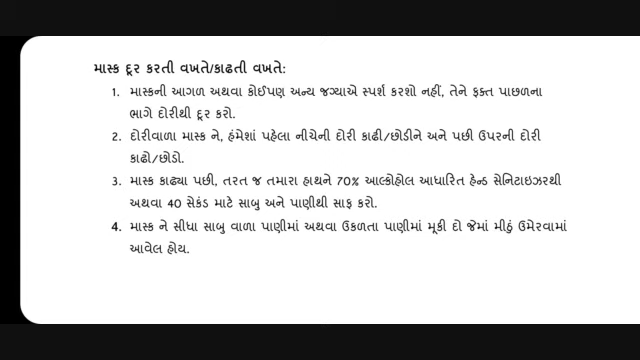 માસ્ક દૂર કરતી વખતે/કાઢતી વખતે:
1. માસ્કની આગળ અથવા કોઈપણ અન્ય જગ્યાએ સ્પર્શ કરશો નહીં, તેને ફક્ત પાછળના
ભાગે દોરીથી દૂર કરો.
2. દોરીવાળા માસ્ક ને, હંમેશાં પહેલા નીચેની દોરી કાઢી/છોડીને અને પછી ઉપરની દોરી
કાઢો/છોડો.
3. માસ્ક કાઢ્યા પછી, તરત જ તમારા હાથને 70% આલ્કોહોલ આધારિત હેન્ડ સેનિટાઇઝરથી
અથવા 40 સેકંડ માટે સાબુ અને પાણીથી સાફ કરો.
4. માસ્ક ને સીધા સાબુ વાળા પાણીમાં અથવા ઉકળતા પાણીમાં મૂકી દો જેમાં મીઠું ઉમેરવામાં
આવેલ હોય.